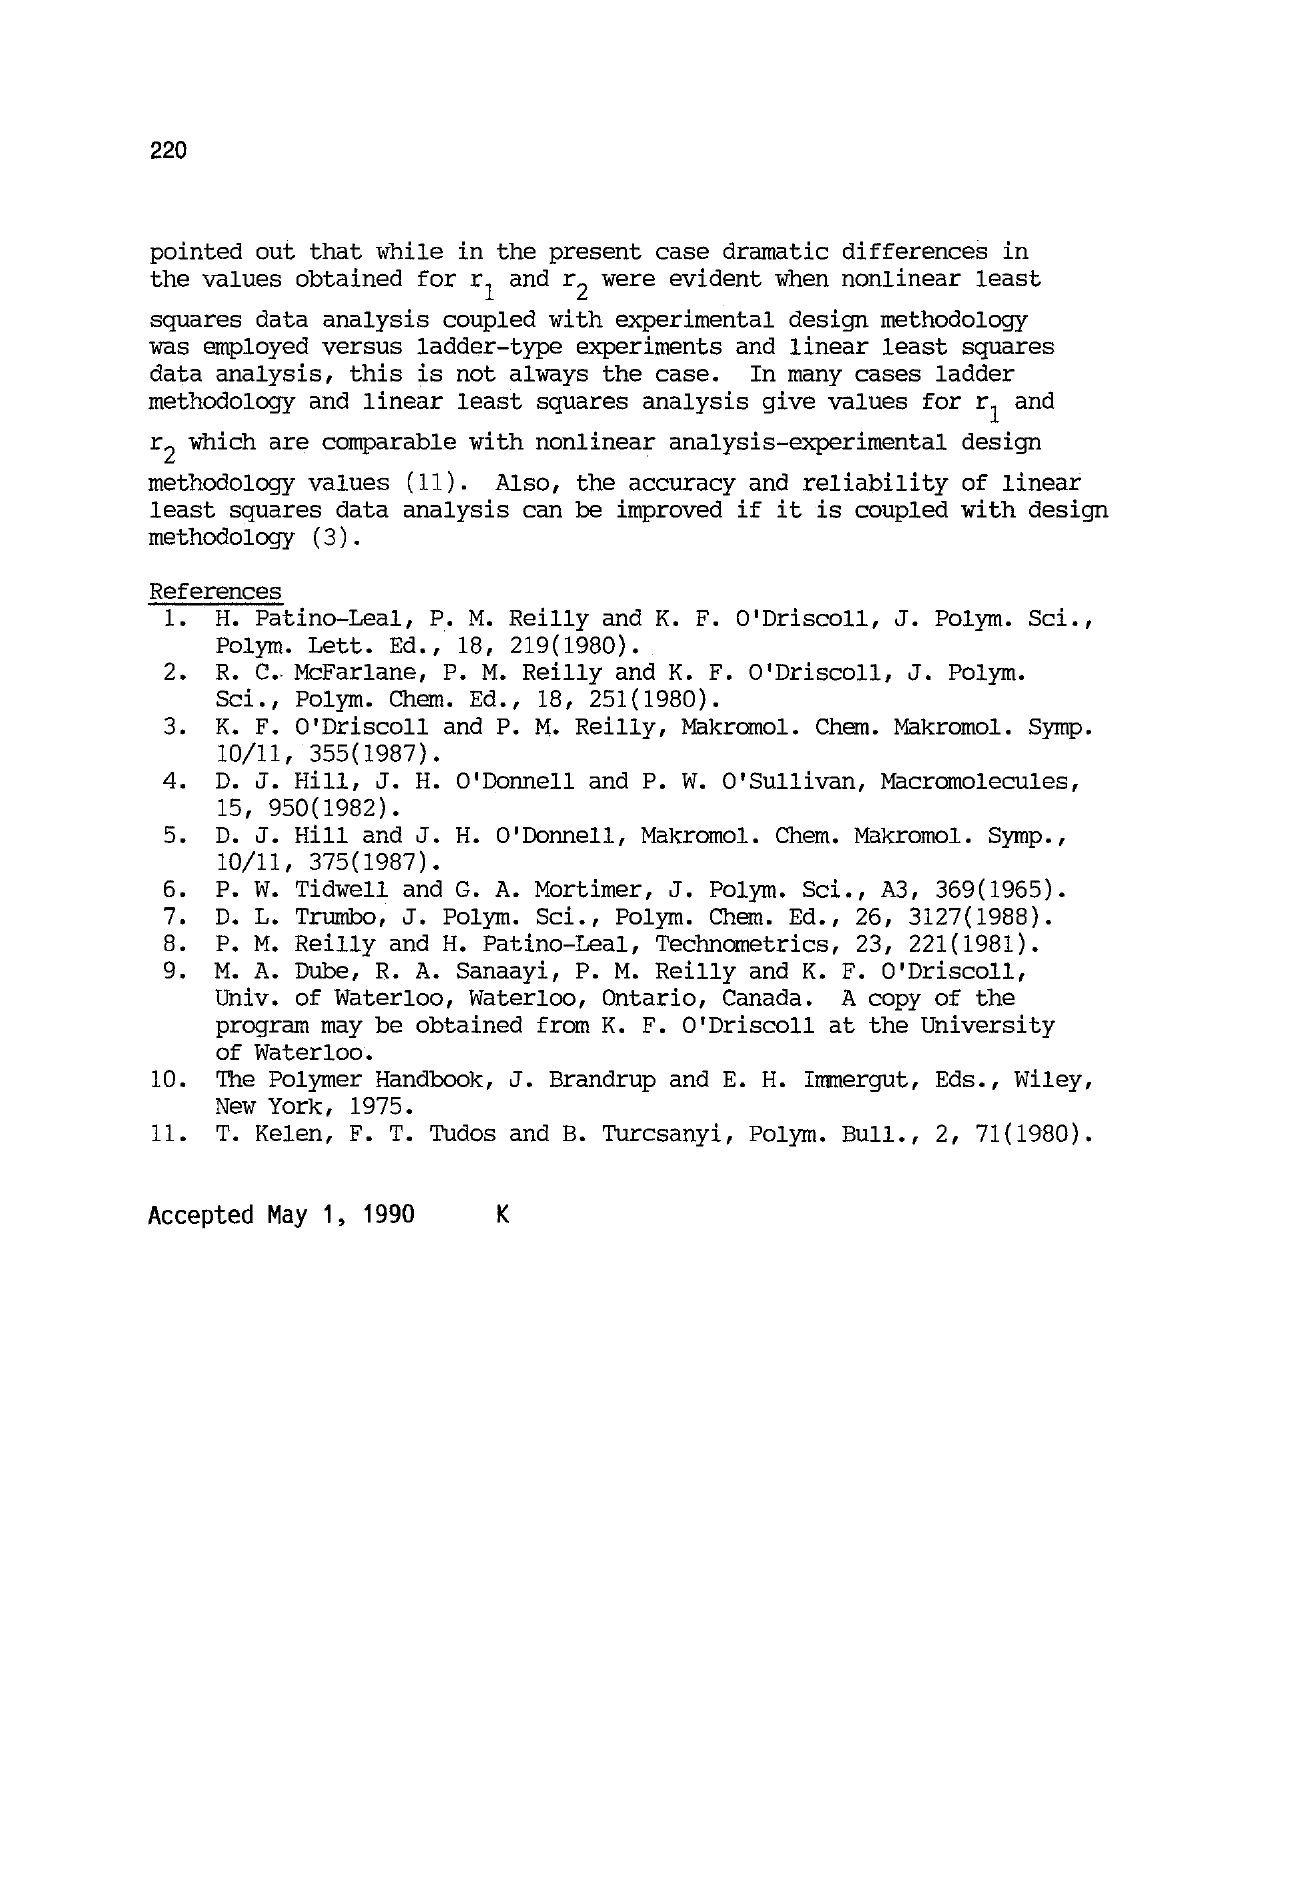 220
pointed out that while in the present case dramatic differences in
the values obtained for r1 and r2 were evident when nonlinear least
squares data analysis coupled with experimental design methodology
was employed versus ladder-type experiments and linear least squares
data analysis, this is not always the case. In many cases ladder
methodology and linear least squares analysis give values for r1 and
r2 which are comparable with nonlinear analysis-experimental design
methodology values (11). Also, the accuracy and reliability of linear
least squares data analysis can be improved if it is coupled with design
methodology (3).
References
1. H. Patino-Leal, P. M. Reilly and K. F. O'Driscoll, J. Polym. Sci.,
Polym. Lett. Ed., 18, 219(1980).
2. R. C. McFarlane, P. M. Reilly and K. F. O'Driscoll, J. Polym.
Sci., Polym. Chem. Ed., 18, 251(1980).
3. K. F. O'Driscoll and P. M. Reilly, Makromol. Chem. Makromol. Symp.
10/11, 355(1987).
4. D. J. Hill, J. H. O'Donnell and P. W. O'Sullivan, Macromolecules,
15, 950(1982).
5. D. J. Hill and J. H. O'Donnell, Makromol. Chem. Makromol. Symp.,
10/11, 375(1987).
6. P. W. Tidwell and G. A. Mortimer, J. Polym. Sci., A3, 369(1965).
7. D. L. Trumbo, J. Polym. Sci., Polym. Chem. Ed., 26, 3127(1988).
8. P. M. Reilly and H. Patino-Leal, Technometrics, 23, 221(1981).
9. M. A. Dube, R. A. Sanaayi, P. M. Reilly and K. F. O'Driscoll,
Univ. of Waterloo, Waterloo, Ontario, Canada. A copy of the
program may be obtained from K. F. O'Driscoll at the University
of Waterloo.
10. The Polymer Handbook, J. Brandrup and E. H. Immergut, Eds., Wiley,
New York, 1975.
11. T. Kelen, F. T. Tudos and B. Turcsanyi, Polym. Bull., 2, 71(1980).
Accepted May 1, 1990 K